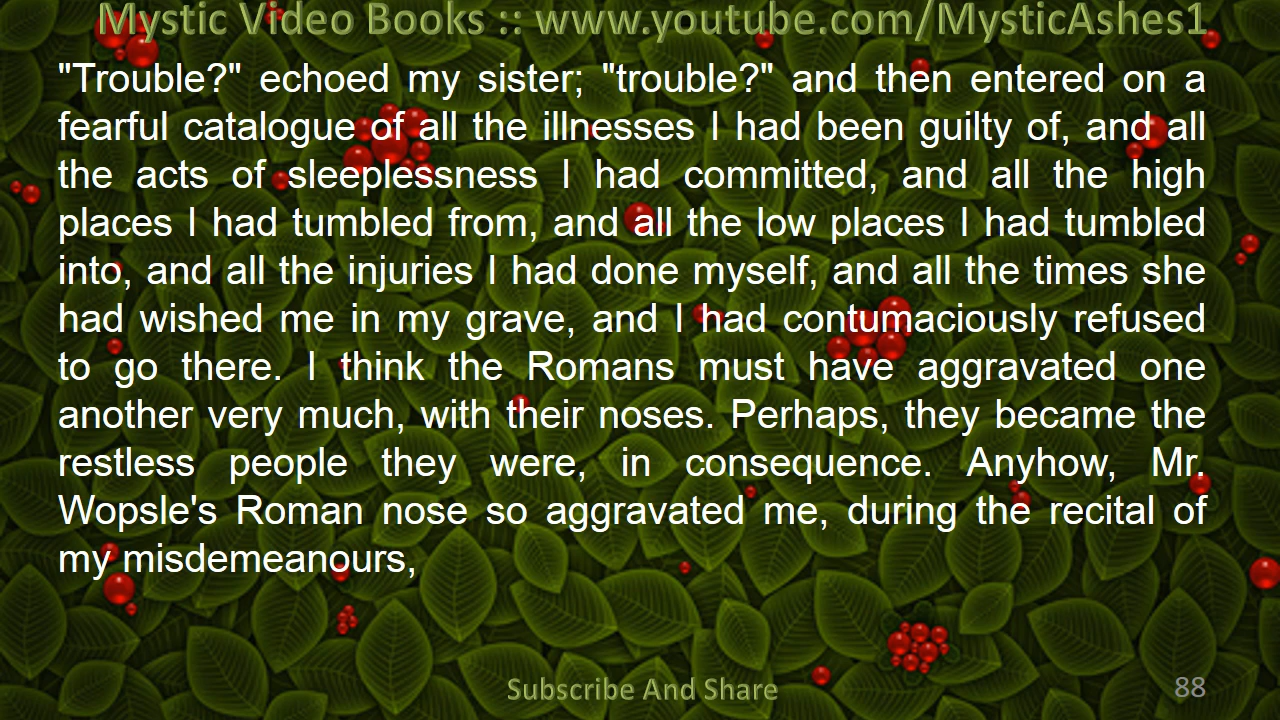 Mystic Video Books :: www.youtube.com/MysticAshes1
"Trouble?" echoed my sister; "trouble?" and then entered on a
fearful catalogue of all the illnesses I had been guilty of, and all
the acts of sleeplessness I had committed, and all the high
places I had tumbled from, and all the low places I had tumbled
into, and all the injuries I had done myself, and all the times she
had wished me in my grave, and I had contumaciously refused
to go there. I think the Romans must have aggravated one
another very much, with their noses. Perhaps, they became the
restless people they were, in consequence. Anyhow, Mr.
Wopsle's Roman nose so aggravated me, during the recital of
my misdemeanours,
Subscribe And Share
88